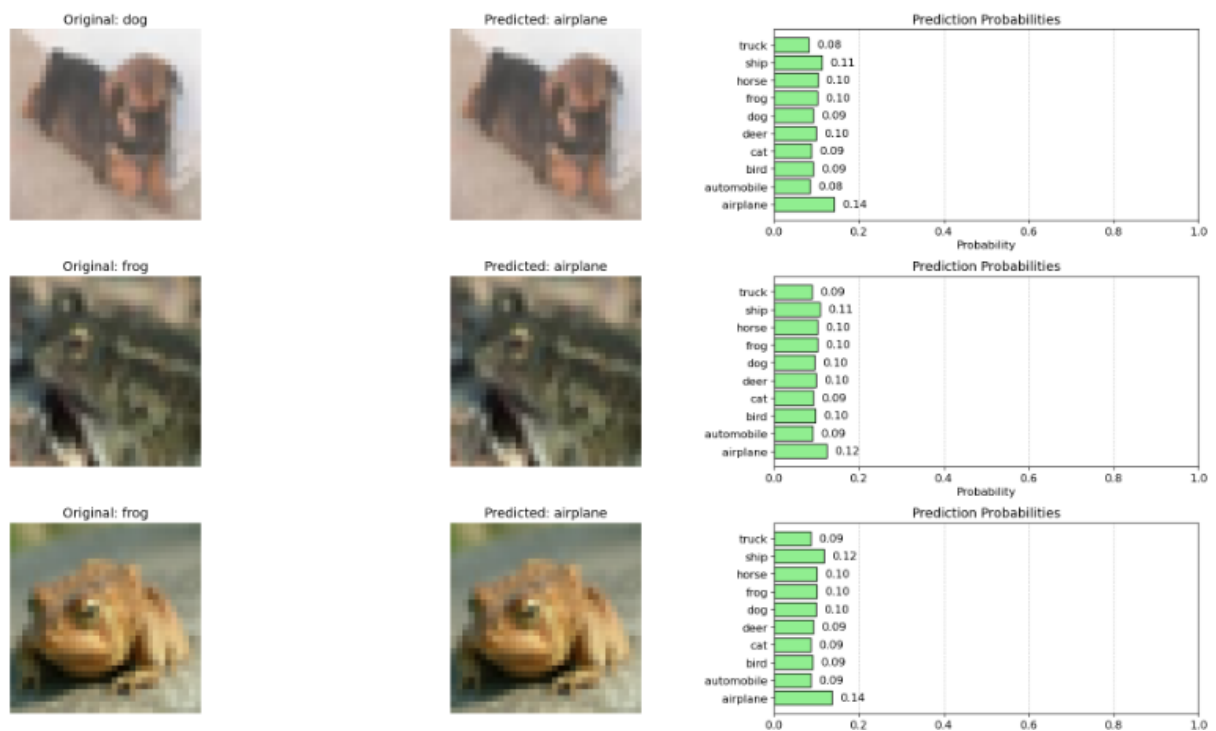 Original: dog
Predicted: airplane
Prediction Probabilities
truck 0.08
ship 0.11
horse 0.10
frog 0.10
dog 0.09
deer 0.10
cat 0.09
bird 0.09
automobile 0.08
airplane 0.14
0.0 0.2 0.4 0.6 0.8 1.0
Probability
Original: frog
Predicted: airplane
Prediction Probabilities
truck 0.09
ship 0.11
horse 0.10
frog 0.10
dog 0.10
deer 0.10
cat 0.09
bird 0.10
automobile 0.09
airplane 0.12
0.0 0.2 0.4 0.6 0.8 1.0
Probability
Original: frog
Predicted: airplane
Prediction Probabilities
truck 0.09
ship 0.12
horse 0.10
frog 0.10
dog 0.10
deer 0.09
cat 0.09
bird 0.09
automobile 0.09
airplane 0.14
0.0 0.2 0.4 0.6 0.8 1.0